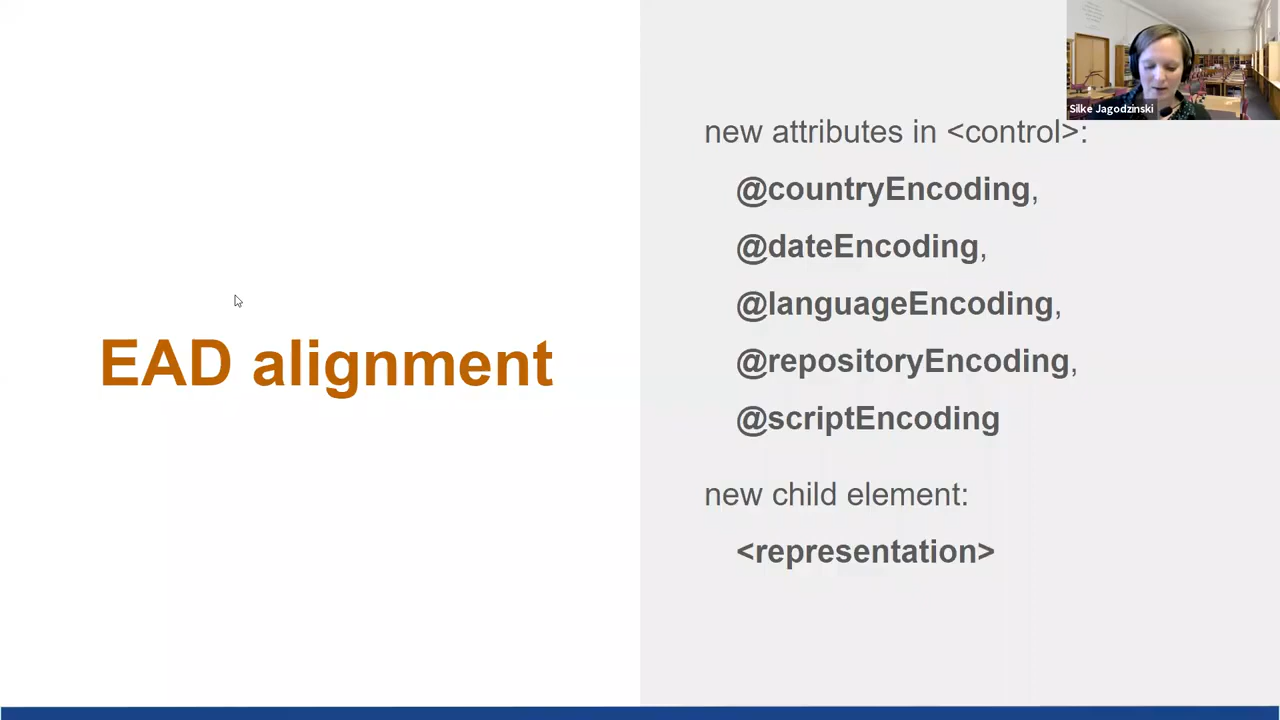 EAD alignment
new attributes in <control>:
@countryEncoding,
@dateEncoding,
@languageEncoding,
@repositoryEncoding,
@scriptEncoding
new child element:
<representation>
Silke Jagodzinski